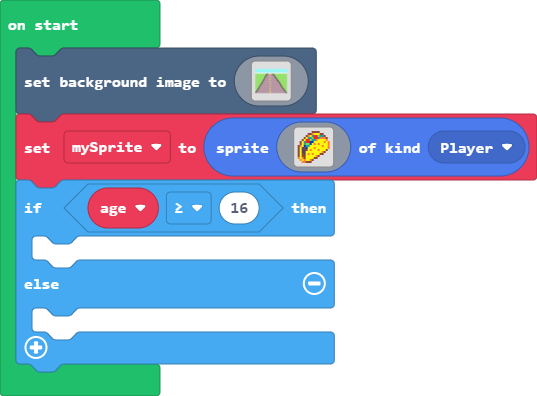 on start
set background image to
set mySprite to sprite of kind Player
if age ≥ 16 then
else